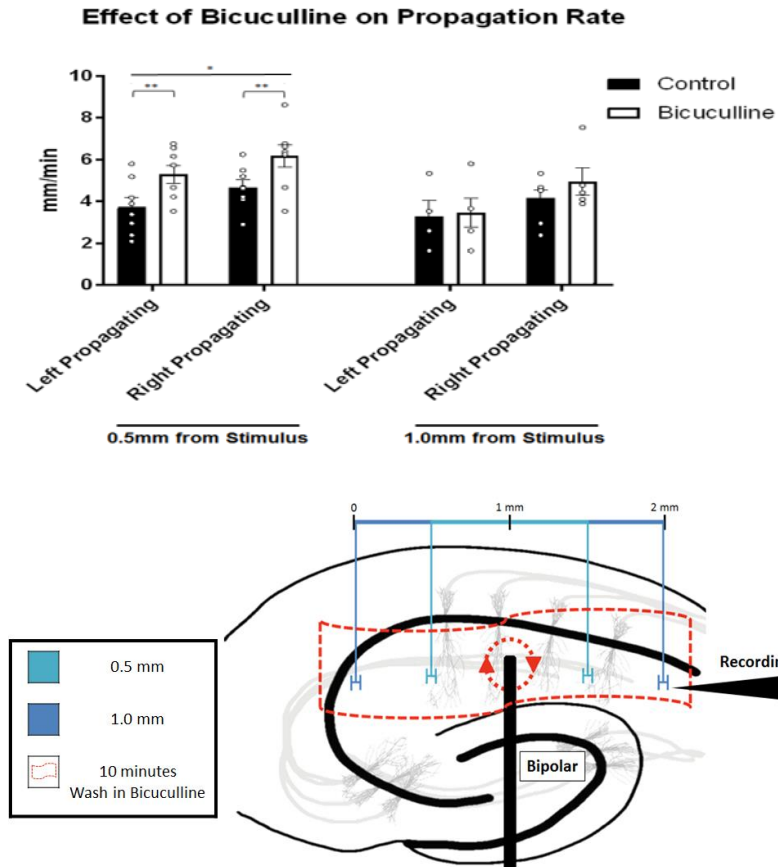 Effect of Bicuculline on Propagation Rate
10
8
6
4
2
0
mm/min
*
**
**
Control
Bicuculline
Left Propagating
Right Propagating
Left Propagating
Right Propagating
0.5mm from Stimulus
1.0mm from Stimulus
0
1 mm
2 mm
0.5 mm
1.0 mm
10 minutes
Wash in Bicuculline
Bipolar
Recordin